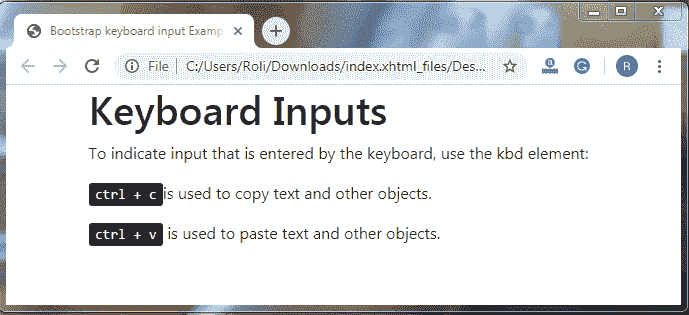 Bootstrap keyboard input Examp
File
C:/Users/Roli/Downloads/index.xhtml_files/Des...
R
Keyboard Inputs
To indicate input that is entered by the keyboard, use the kbd element:
ctrl + c is used to copy text and other objects.
ctrl + v is used to paste text and other objects.